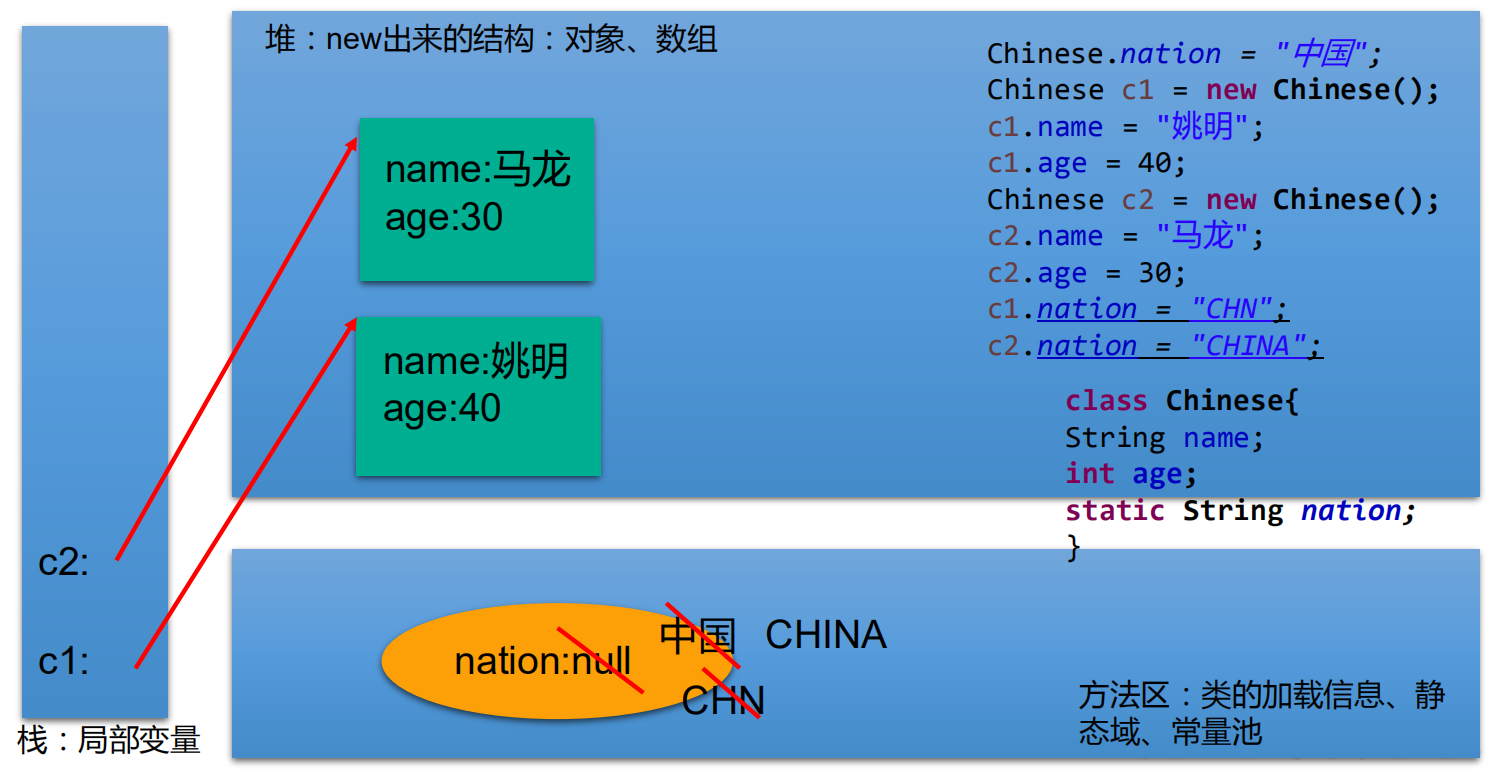 堆：new出来的结构：对象、数组
Chinese.nation = "中国";
Chinese c1 = new Chinese();
c1.name = "姚明";
c1.age = 40;
Chinese c2 = new Chinese();
c2.name = "马龙";
c2.age = 30;
c1.nation = "CHN";
c2.nation = "CHINA";
class Chinese{
String name;
int age;
static String nation;
}
name:马龙
age:30
name:姚明
age:40
c2:
c1:
栈：局部变量
nation:null
中国 CHINA
CHN
方法区：类的加载信息、静
态域、常量池